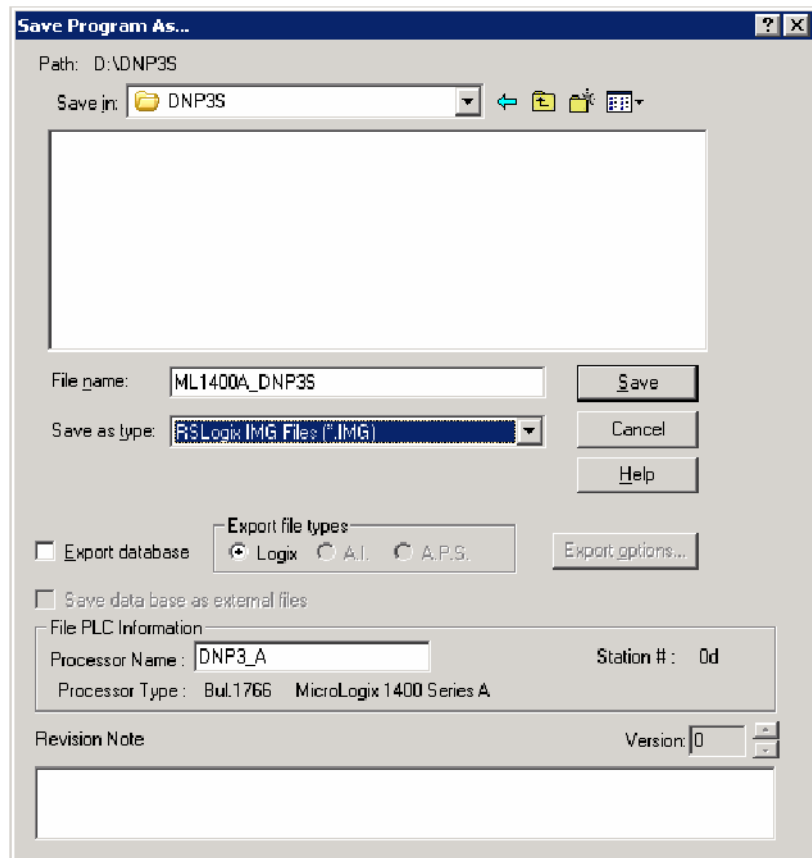 Save Program As...
Path: D:\DNP3S
Save in: DNP3S
File name: ML1400A_DNP3S
Save
Save as type: RSLogix IMG Files (*.IMG)
Cancel
Help
Export database
Export file types
Logix A.I. A.P.S.
Export options...
Save data base as external files
File PLC Information
Processor Name : DNP3_A
Station # : 0d
Processor Type : Bul.1766 MicroLogix 1400 Series A
Revision Note
Version: 0